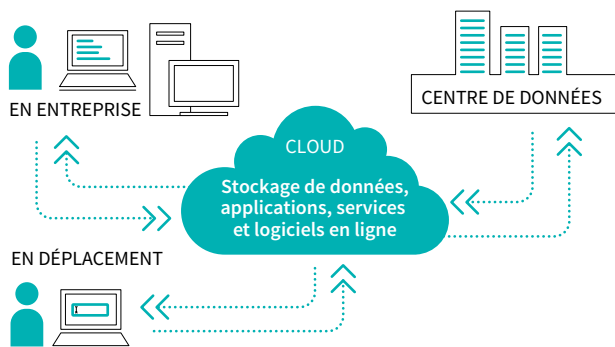 EN ENTREPRISE
CENTRE DE DONNÉES
CLOUD
Stockage de données,
applications, services
et logiciels en ligne
EN DÉPLACEMENT